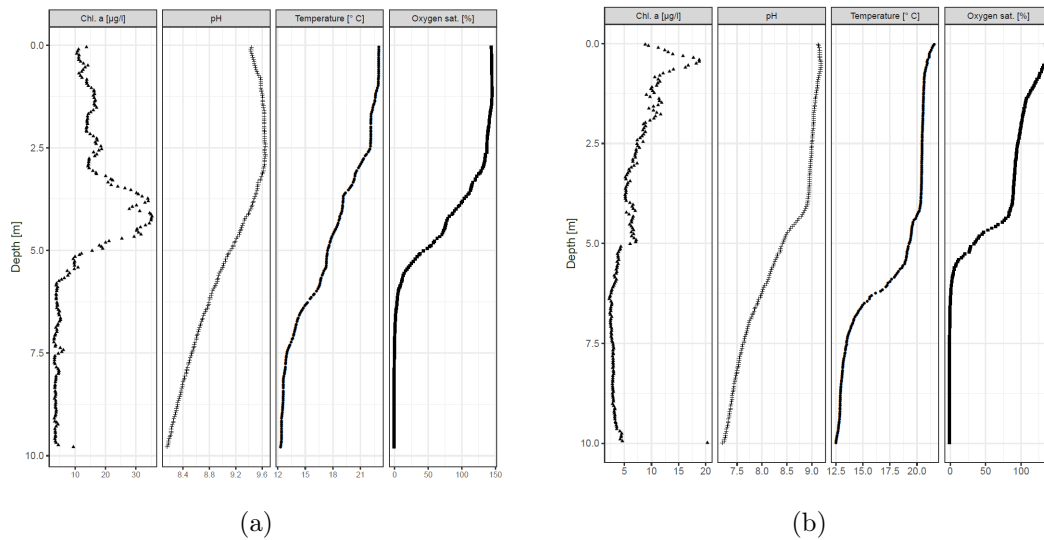 Chl. a [µg/l] pH Temperature [° C] Oxygen sat. [%]
0.0
2.5
5.0
7.5
10.0
Depth [m]
10 20 30 8.4 8.8 9.2 9.6 12 15 18 21 0 50 100 150
(a)
Chl. a [µg/l] pH Temperature [° C] Oxygen sat. [%]
0.0
2.5
5.0
7.5
10.0
Depth [m]
5 10 15 20 7.5 8.0 8.5 9.0 12.5 15.0 17.5 20.0 0 50 100
(b)